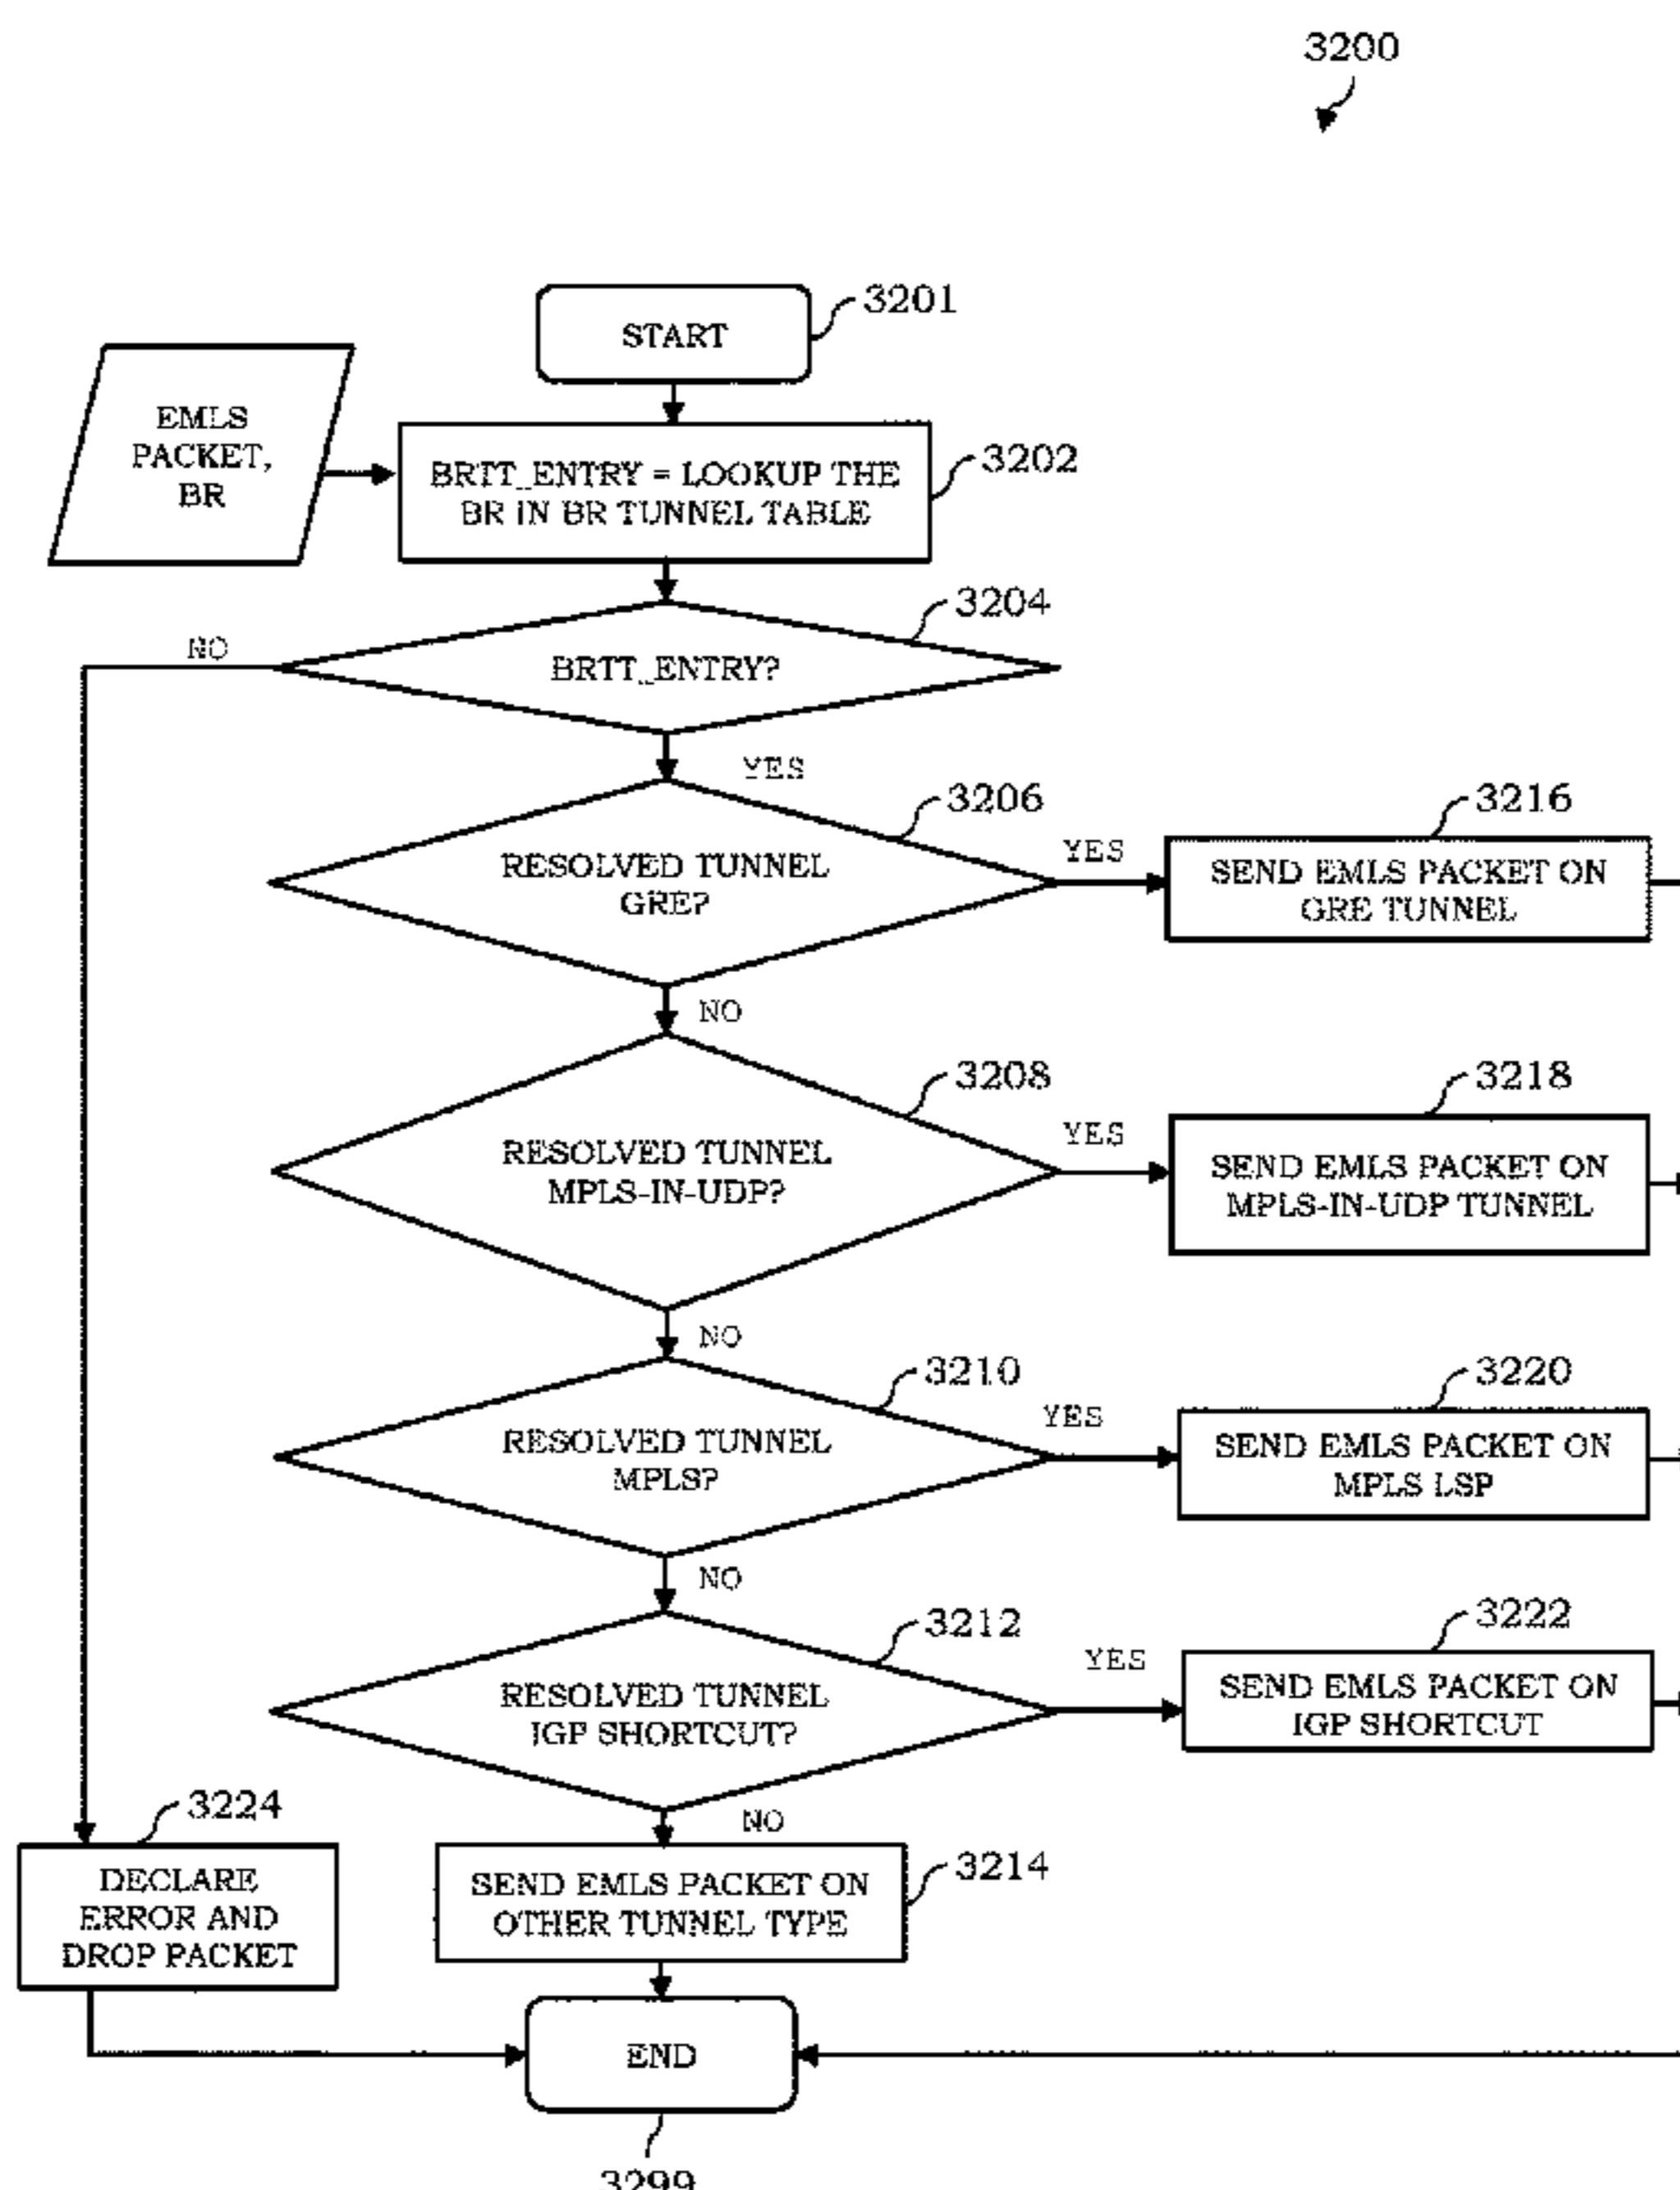 3200
START
3201
EMLS
PACKET,
BR
BRTT_ENTRY = LOOKUP THE
BR IN BR TUNNEL TABLE
3202
3204
NO
BRTT_ENTRY?
YES
3206
RESOLVED TUNNEL
GRE?
YES
3216
SEND EMLS PACKET ON
GRE TUNNEL
NO
3208
RESOLVED TUNNEL
MPLS-IN-UDP?
YES
3218
SEND EMLS PACKET ON
MPLS-IN-UDP TUNNEL
NO
3210
RESOLVED TUNNEL
MPLS?
YES
3220
SEND EMLS PACKET ON
MPLS LSP
NO
3212
RESOLVED TUNNEL
IGP SHORTCUT?
YES
3222
SEND EMLS PACKET ON
IGP SHORTCUT
NO
3224
DECLARE
ERROR AND
DROP PACKET
SEND EMLS PACKET ON
OTHER TUNNEL TYPE
3214
END
3299